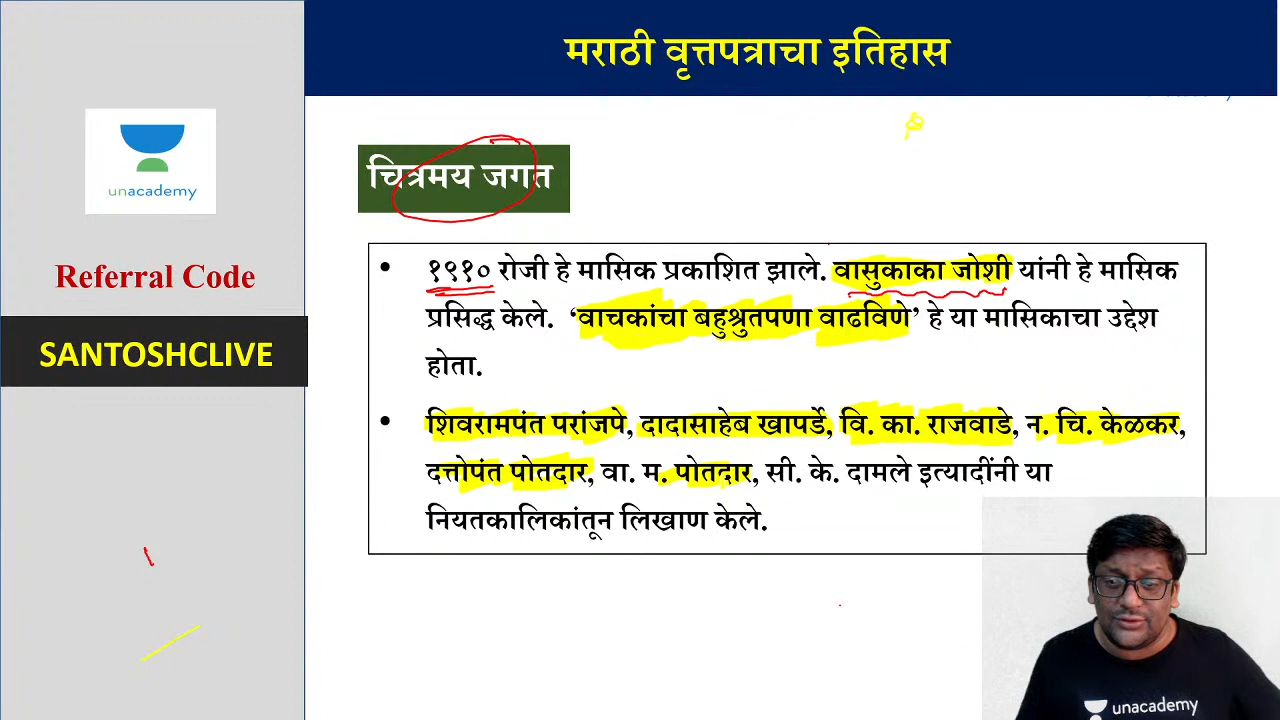 मराठी वृत्तपत्राचा इतिहास
unacademy
Referral Code
SANTOSHCLIVE
चित्रमय जगत
• १९१० रोजी हे मासिक प्रकाशित झाले. वासुकाका जोशी यांनी हे मासिक
प्रसिद्ध केले. ‘वाचकांचा बहुश्रुतपणा वाढविणे’ हे या मासिकाचा उद्देश
होता.
• शिवरामपंत परांजपे, दादासाहेब खापर्डे, वि. का. राजवाडे, न. चि. केळकर,
दत्तोपंत पोतदार, वा. म. पोतदार, सी. के. दामले इत्यादींनी या
नियतकालिकांतून लिखाण केले.
unacademy